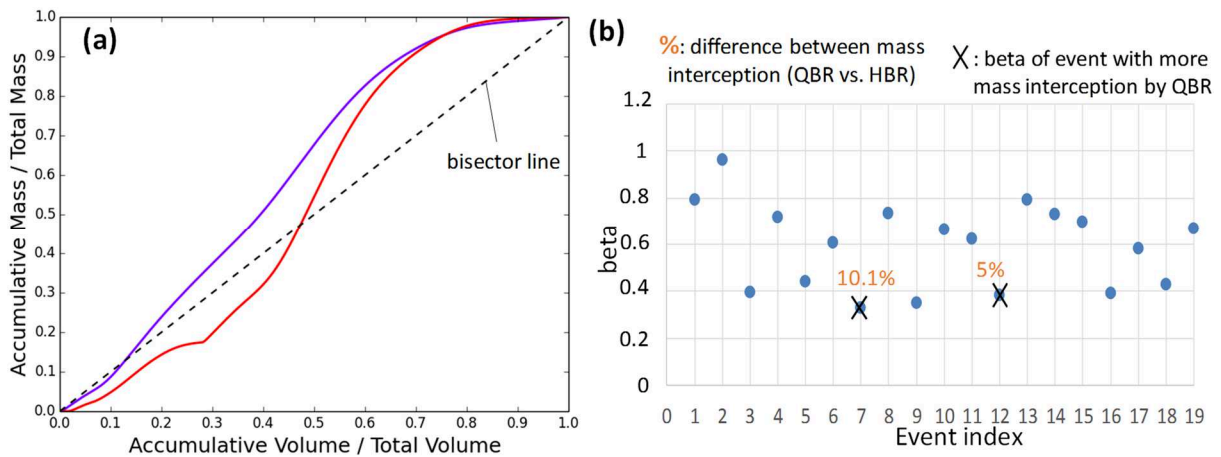 (a)
1.0
0.9
0.8
0.7
0.6
0.5
0.4
0.3
0.2
0.1
0.0
Accumulative Mass / Total Mass
bisector line
0.0 0.1 0.2 0.3 0.4 0.5 0.6 0.7 0.8 0.9 1.0
Accumulative Volume / Total Volume
(b)
%: difference between mass
interception (QBR vs. HBR)
X : beta of event with more
mass interception by QBR
1.2
1
0.8
0.6
0.4
0.2
0
beta
10.1%
5%
0 1 2 3 4 5 6 7 8 9 10 11 12 13 14 15 16 17 18 19
Event index